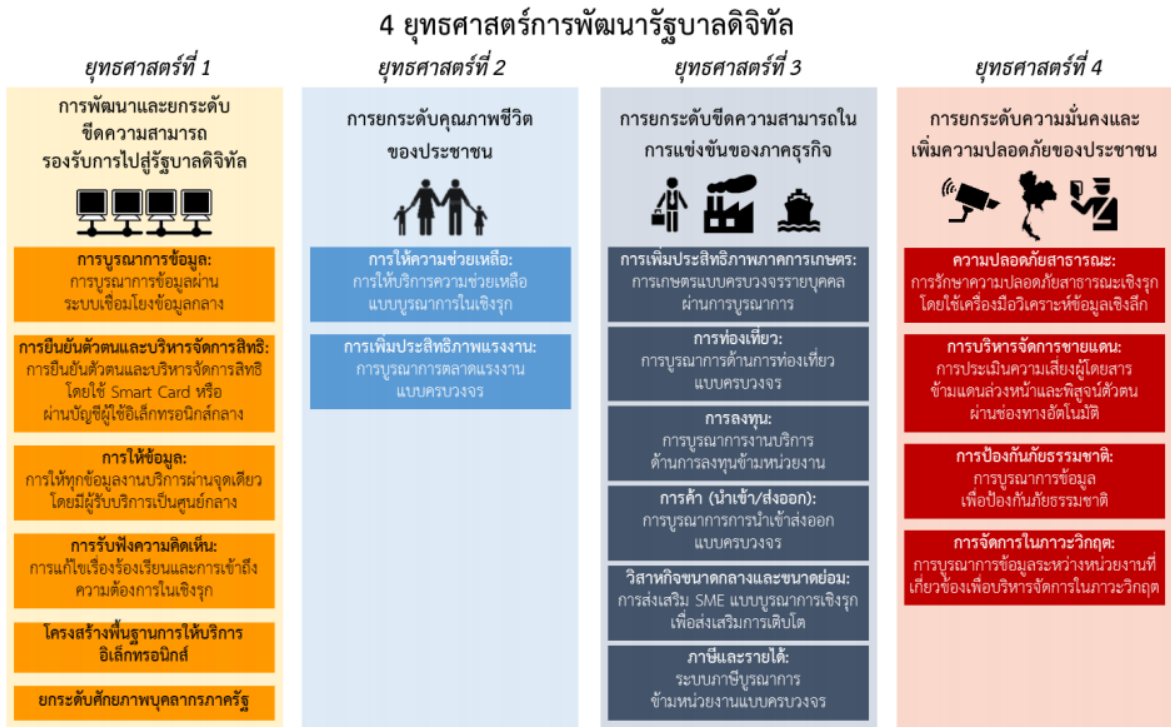 4 ยุทธศาสตร์การพัฒนารัฐบาลดิจิทัล
ยุทธศาสตร์ที่ 1
การพัฒนาและยกระดับ
ขีดความสามารถ
รองรับการไปสู่รัฐบาลดิจิทัล
การบูรณาการข้อมูล:
การบูรณาการข้อมูลผ่าน
ระบบเชื่อมโยงข้อมูลกลาง
การยืนยันตัวตนและบริหารจัดการสิทธิ:
การยืนยันตัวตนและบริหารจัดการสิทธิ
โดยใช้ Smart Card หรือ
ผ่านบัญชีผู้ใช้อิเล็กทรอนิกส์กลาง
การให้ข้อมูล:
การให้ทุกข้อมูลงานบริการผ่านจุดเดียว
โดยมีผู้รับบริการเป็นศูนย์กลาง
การรับฟังความคิดเห็น:
การแก้ไขเรื่องร้องเรียนและการเข้าถึง
ความต้องการในเชิงรุก
โครงสร้างพื้นฐานการให้บริการ
อิเล็กทรอนิกส์
ยกระดับศักยภาพบุคลากรภาครัฐ
ยุทธศาสตร์ที่ 2
การยกระดับคุณภาพชีวิต
ของประชาชน
การให้ความช่วยเหลือ:
การให้บริการความช่วยเหลือ
แบบบูรณาการในเชิงรุก
การเพิ่มประสิทธิภาพแรงงาน:
การบูรณาการตลาดแรงงาน
แบบครบวงจร
ยุทธศาสตร์ที่ 3
การยกระดับขีดความสามารถใน
การแข่งขันของภาคธุรกิจ
การเพิ่มประสิทธิภาพภาคการเกษตร:
การเกษตรแบบครบวงจรรายบุคคล
ผ่านการบูรณาการ
การท่องเที่ยว:
การบูรณาการด้านการท่องเที่ยว
แบบครบวงจร
การลงทุน:
การบูรณาการงานบริการ
ด้านการลงทุนข้ามหน่วยงาน
การค้า (นำเข้า/ส่งออก):
การบูรณาการการนำเข้าส่งออก
แบบครบวงจร
วิสาหกิจขนาดกลางและขนาดย่อม:
การส่งเสริม SME แบบบูรณาการเชิงรุก
เพื่อส่งเสริมการเติบโต
ภาษีและรายได้:
ระบบภาษีบูรณาการ
ข้ามหน่วยงานแบบครบวงจร
ยุทธศาสตร์ที่ 4
การยกระดับความมั่นคงและ
เพิ่มความปลอดภัยของประชาชน
ความปลอดภัยสาธารณะ:
การรักษาความปลอดภัยสาธารณะเชิงรุก
โดยใช้เครื่องมือวิเคราะห์ข้อมูลเชิงลึก
การบริหารจัดการชายแดน:
การประเมินความเสี่ยงผู้โดยสาร
ข้ามแดนล่วงหน้าและพิสูจน์ตัวตน
ผ่านช่องทางอัตโนมัติ
การป้องกันภัยธรรมชาติ:
การบูรณาการข้อมูล
เพื่อป้องกันภัยธรรมชาติ
การจัดการในภาวะวิกฤต:
การบูรณาการข้อมูลระหว่างหน่วยงานที่
เกี่ยวข้องเพื่อบริหารจัดการในภาวะวิกฤต